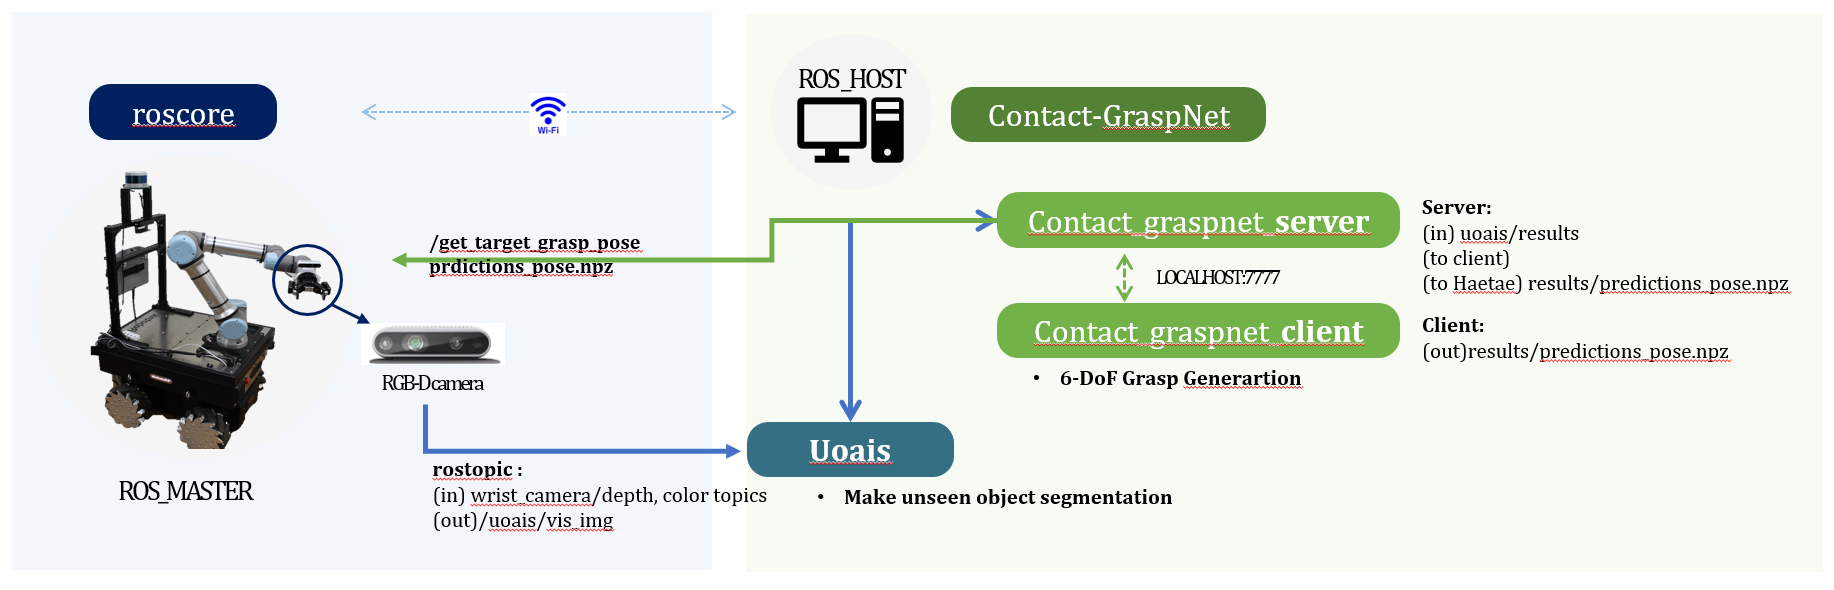 roscore
Wi-Fi
ROS_HOST
Contact-GraspNet
/get_target_grasp_pose
prdictions_pose.npz
Contact_graspnet_server
LOCALHOST:7777
Contact_graspnet_client
• 6-DoF Grasp Generartion
Server:
(in) uoais/results
(to client)
(to Haetae) results/predictions_pose.npz
Client:
(out)results/predictions_pose.npz
RGB-D camera
ROS_MASTER
rostopic :
(in) wrist_camera/depth, color topics
(out)/uoais/vis_img
Uoais
• Make unseen object segmentation